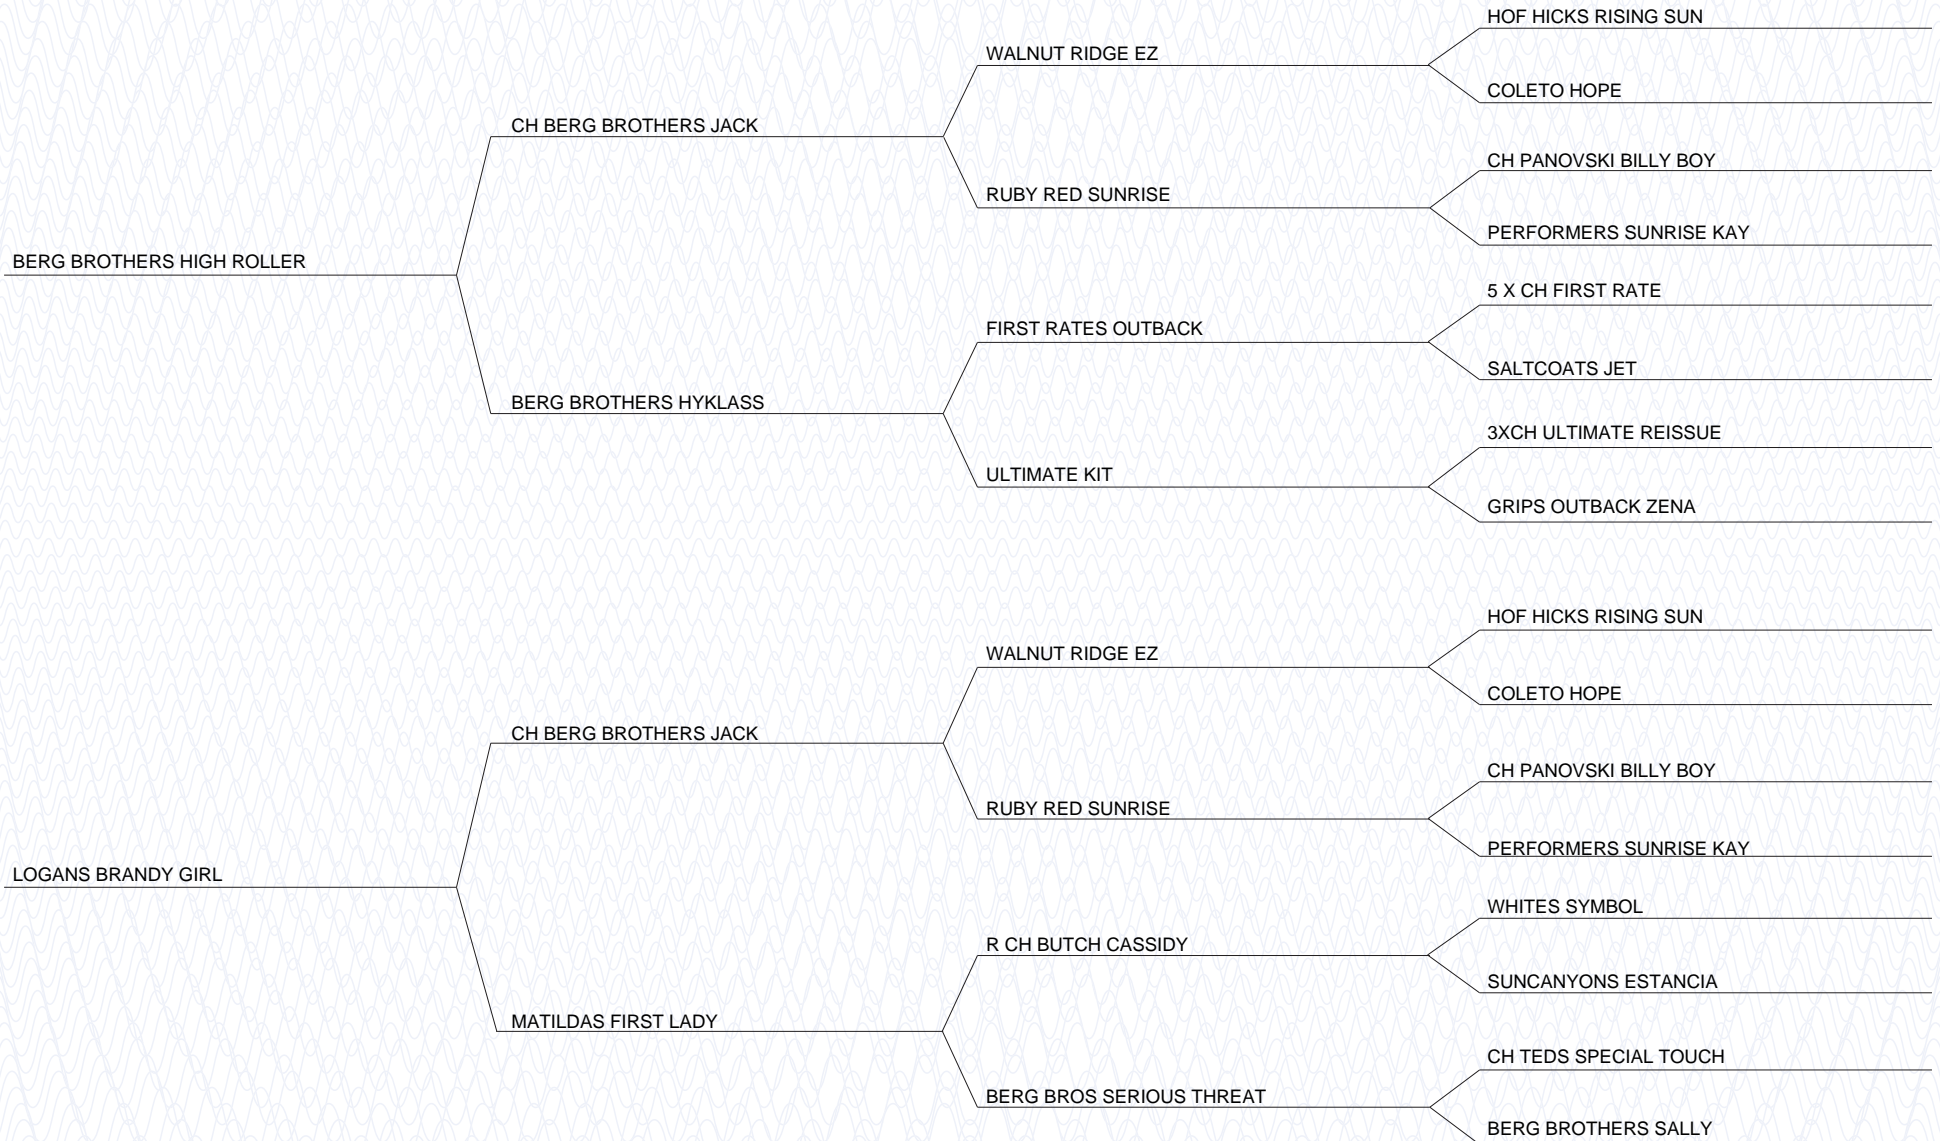 HOF HICKS RISING SUN
WALNUT RIDGE EZ
COLETO HOPE
CH BERG BROTHERS JACK
CH PANOVSKI BILLY BOY
RUBY RED SUNRISE
PERFORMERS SUNRISE KAY
BERG BROTHERS HIGH ROLLER
5 X CH FIRST RATE
FIRST RATES OUTBACK
SALTCOATS JET
BERG BROTHERS HYKLASS
3XCH ULTIMATE REISSUE
ULTIMATE KIT
GRIPS OUTBACK ZENA
HOF HICKS RISING SUN
WALNUT RIDGE EZ
COLETO HOPE
CH BERG BROTHERS JACK
CH PANOVSKI BILLY BOY
RUBY RED SUNRISE
PERFORMERS SUNRISE KAY
LOGANS BRANDY GIRL
WHITES SYMBOL
R CH BUTCH CASSIDY
SUNCANYONS ESTANCIA
MATILDAS FIRST LADY
CH TEDS SPECIAL TOUCH
BERG BROS SERIOUS THREAT
BERG BROTHERS SALLY